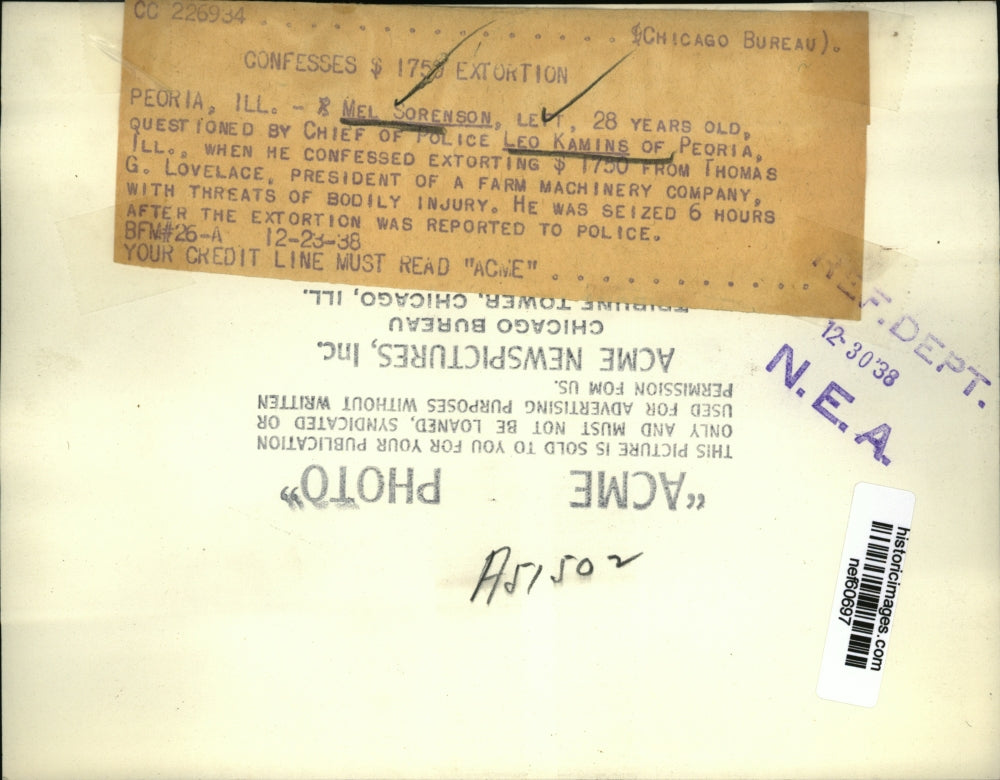 CC 226934
(CHICAGO BUREAU).
CONFESSES $ 1750 EXTORTION
PEORIA, ILL. - MEL SORENSON, LEFT, 28 YEARS OLD,
QUESTIONED BY CHIEF OF POLICE LEO KAMINS OF PEORIA,
ILL., WHEN HE CONFESSED EXTORTING $ 1750 FROM THOMAS
G. LOVELACE, PRESIDENT OF A FARM MACHINERY COMPANY,
WITH THREATS OF BODILY INJURY. HE WAS SEIZED 6 HOURS
AFTER THE EXTORTION WAS REPORTED TO POLICE.
BFM#26-A 12-23-38
YOUR CREDIT LINE MUST READ "ACME" . . . . . . . . . .
REF. DEPT.
12-30'38
N.E.A.
"ACME PHOTO"
THIS PICTURE IS SOLD TO YOU FOR YOUR PUBLICATION
ONLY AND MUST NOT BE LOANED, SYNDICATED OR
USED FOR ADVERTISING PURPOSES WITHOUT WRITTEN
PERMISSION FOM US.
ACME NEWSPICTURES, Inc.
CHICAGO BUREAU
TRIBUNE TOWER, CHICAGO, ILL.
A51502
historicimages.com
nef60697